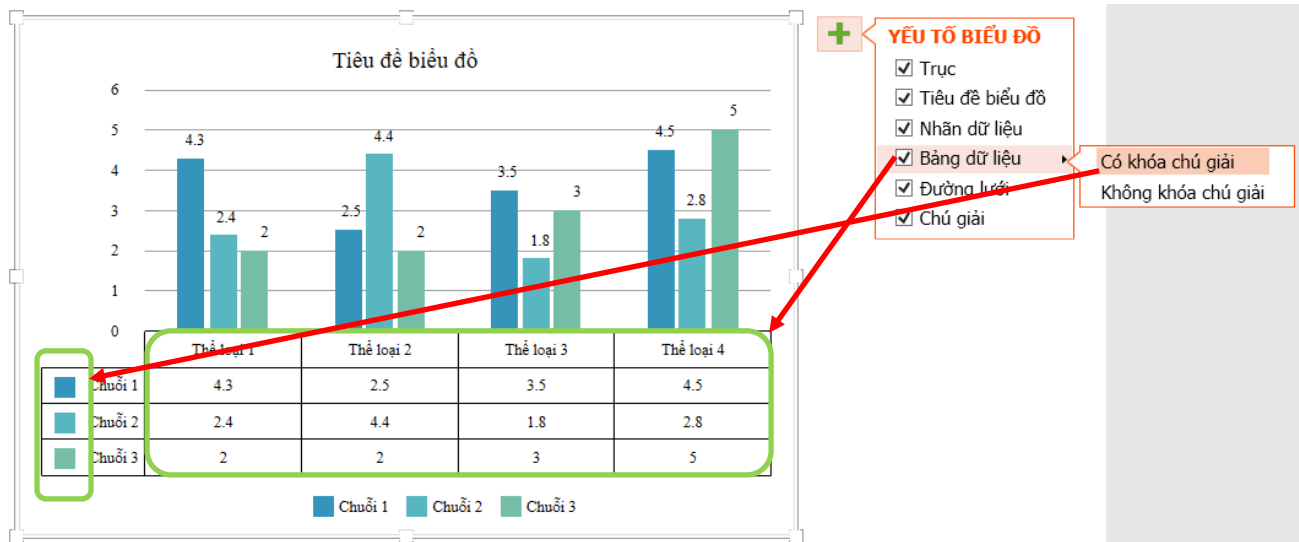 Tiêu đề biểu đồ
6
5
4
3
2
1
0
4.3
2.4
2
2.5
4.4
2
3.5
1.8
3
4.5
2.8
5
Thể loại 1 Thể loại 2 Thể loại 3 Thể loại 4
Chuỗi 1 4.3 2.5 3.5 4.5
Chuỗi 2 2.4 4.4 1.8 2.8
Chuỗi 3 2 2 3 5
Chuỗi 1 Chuỗi 2 Chuỗi 3
YẾU TỐ BIỂU ĐỒ
Trục
Tiêu đề biểu đồ
Nhãn dữ liệu
Bảng dữ liệu
Đường lưới
Chú giải
Có khóa chú giải
Không khóa chú giải